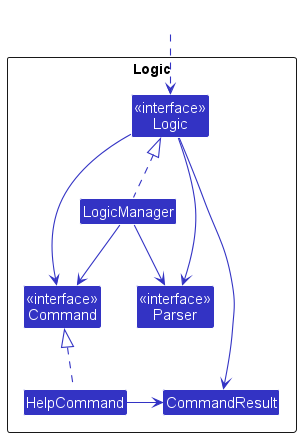 Logic
«interface»
Logic
LogicManager
«interface»
Command
«interface»
Parser
HelpCommand
CommandResult